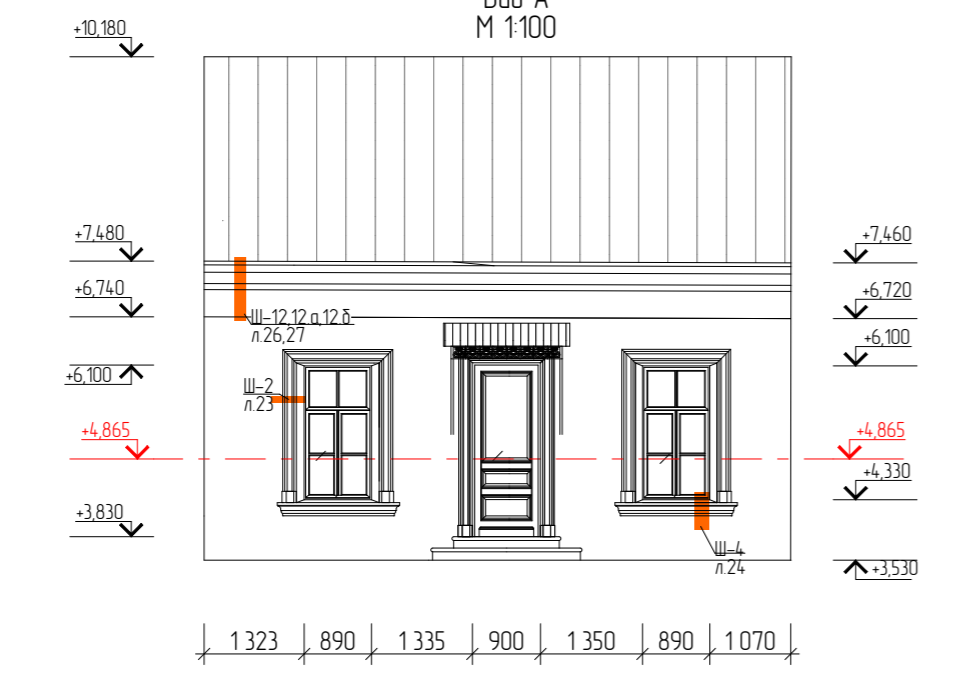 Вид А
М 1:100
+10,180
+7,480
+7,460
+6,740
+6,720
Ш-12,12 а,12 б
л.26,27
+6,100
+6,100
Ш-2
л.23
+4,865
+4,865
+4,330
+3,830
Ш-4
л.24
+3,530
1 323 890 1 335 900 1 350 890 1 070